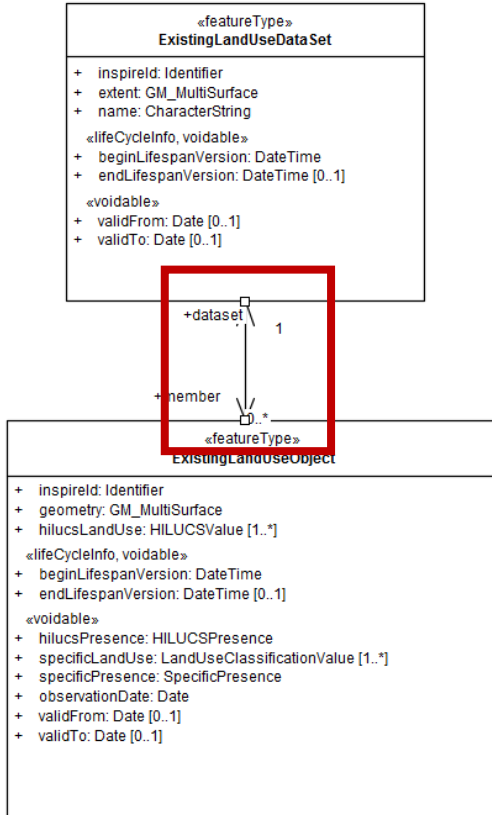 «featureType»
ExistingLandUseDataSet
+ inspireId: Identifier
+ extent: GM_MultiSurface
+ name: CharacterString
«lifeCycleInfo, voidable»
+ beginLifespanVersion: DateTime
+ endLifespanVersion: DateTime [0..1]
«voidable»
+ validFrom: Date [0..1]
+ validTo: Date [0..1]
+dataset
1
+member
0..*
«featureType»
ExistingLandUseObject
+ inspireId: Identifier
+ geometry: GM_MultiSurface
+ hilucsLandUse: HILUCSValue [1..*]
«lifeCycleInfo, voidable»
+ beginLifespanVersion: DateTime
+ endLifespanVersion: DateTime [0..1]
«voidable»
+ hilucsPresence: HILUCSPresence
+ specificLandUse: LandUseClassificationValue [1..*]
+ specificPresence: SpecificPresence
+ observationDate: Date
+ validFrom: Date [0..1]
+ validTo: Date [0..1]